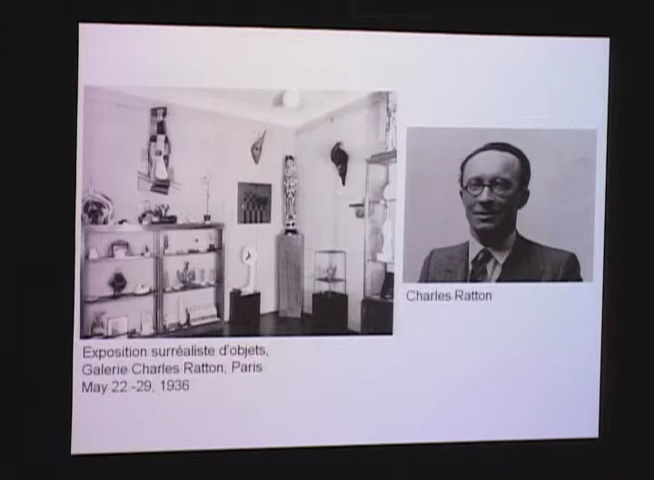 Exposition surréaliste d'objets,
Galerie Charles Ratton, Paris
May 22 -29, 1936
Charles Ratton